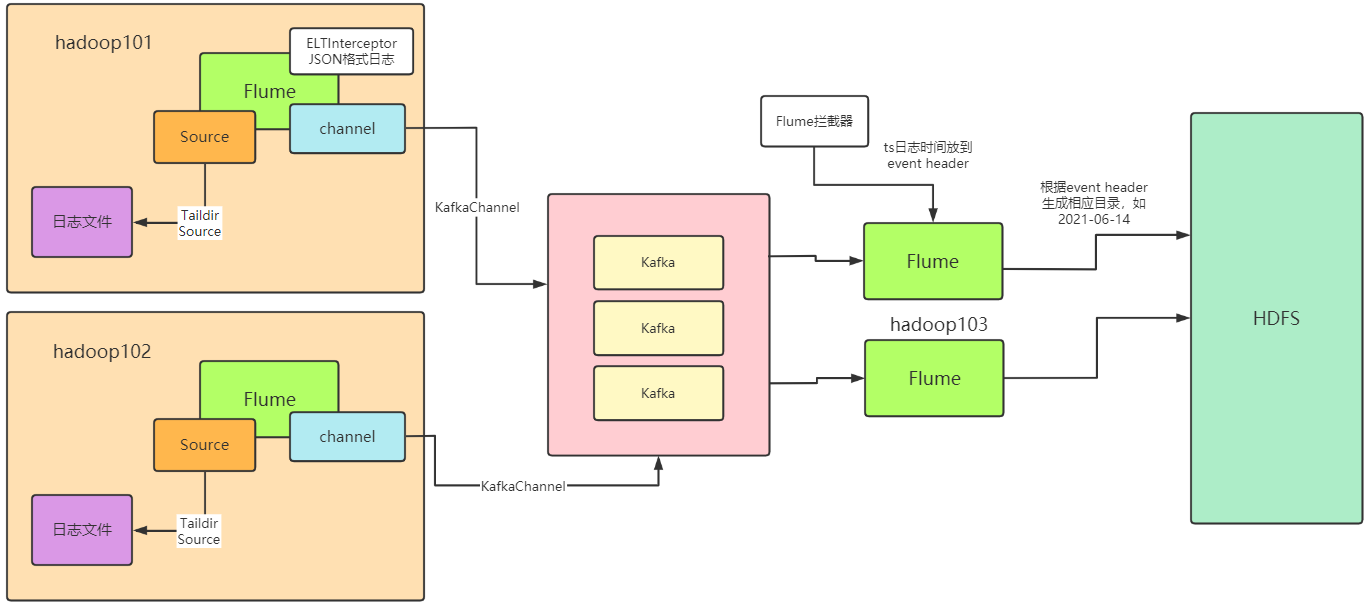 hadoop101
ELTInterceptor
JSON格式日志
Flume
Source
channel
日志文件
Taildir
Source
KafkaChannel
hadoop102
Flume
Source
channel
日志文件
Taildir
Source
KafkaChannel
Kafka
Kafka
Kafka
Flume拦截器
ts日志时间放到
event header
Flume
hadoop103
Flume
根据event header
生成相应目录，如
2021-06-14
HDFS